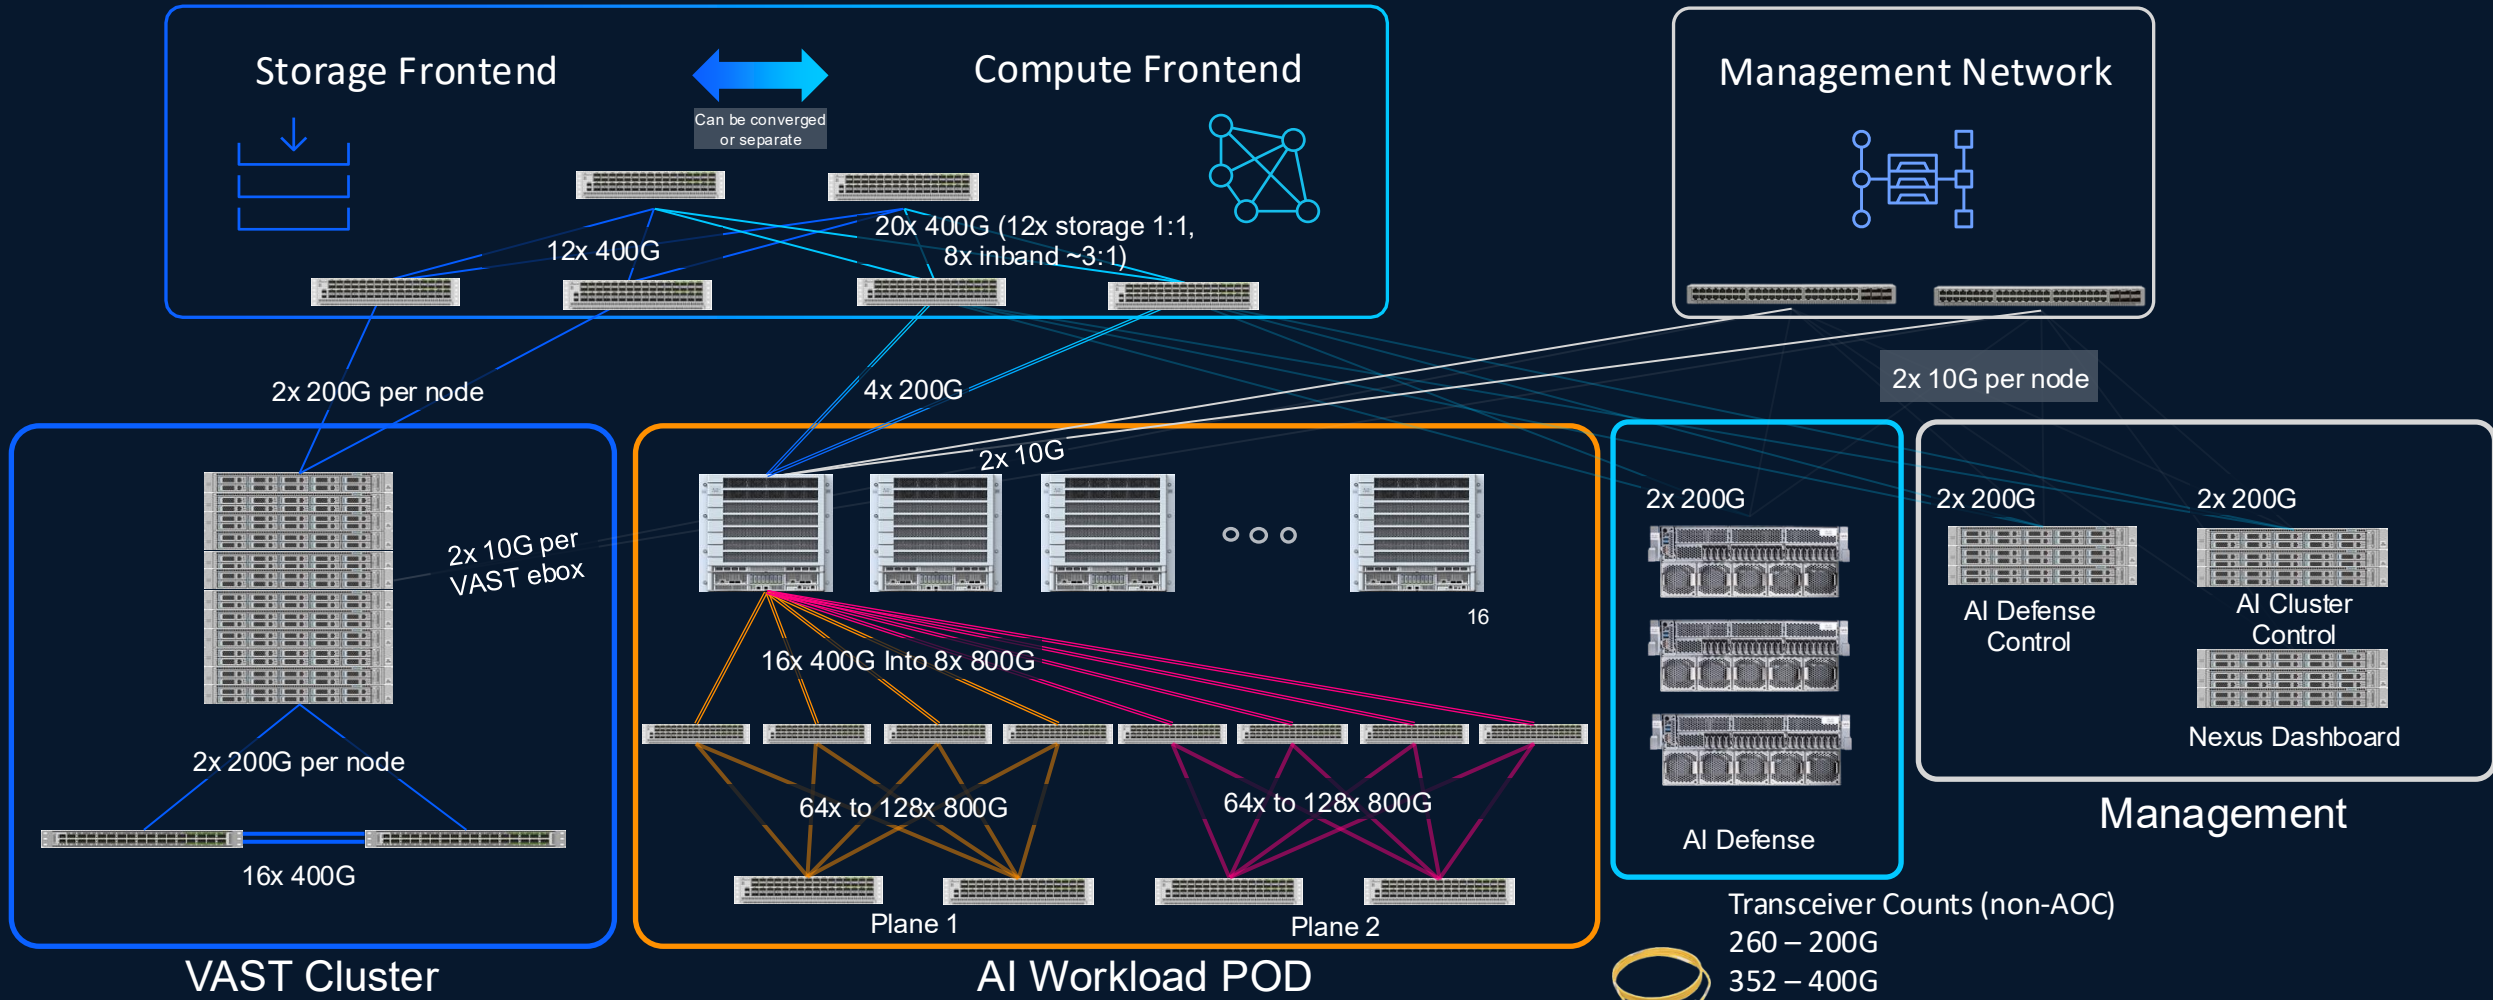 Storage Frontend
Compute Frontend
Management Network
Can be converged
or separate
20x 400G (12x storage 1:1,
8x inband ~3:1)
12x 400G
2x 200G per node
4x 200G
2x 10G per node
2x 10G
2x 10G per
VAST ebox
2x 200G
2x 200G
2x 200G
16
AI Defense
Control
AI Cluster
Control
16x 400G Into 8x 800G
Nexus Dashboard
2x 200G per node
64x to 128x 800G
64x to 128x 800G
Management
AI Defense
16x 400G
Plane 1
Plane 2
Transceiver Counts (non-AOC)
260 – 200G
352 – 400G
VAST Cluster
AI Workload POD